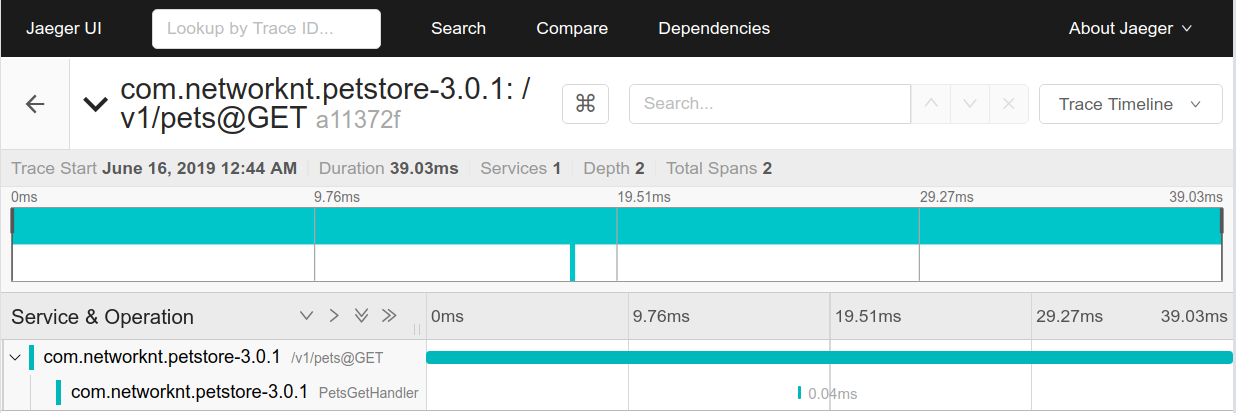 Jaeger UI Lookup by Trace ID... Search Compare Dependencies About Jaeger
com.networknt.petstore-3.0.1: /
v1/pets@GET a11372f
⌘ Search... Trace Timeline
Trace Start June 16, 2019 12:44 AM Duration 39.03ms Services 1 Depth 2 Total Spans 2
0ms 9.76ms 19.51ms 29.27ms 39.03ms
Service & Operation 0ms 9.76ms 19.51ms 29.27ms 39.03ms
com.networknt.petstore-3.0.1 /v1/pets@GET
com.networknt.petstore-3.0.1 PetsGetHandler 0.04ms